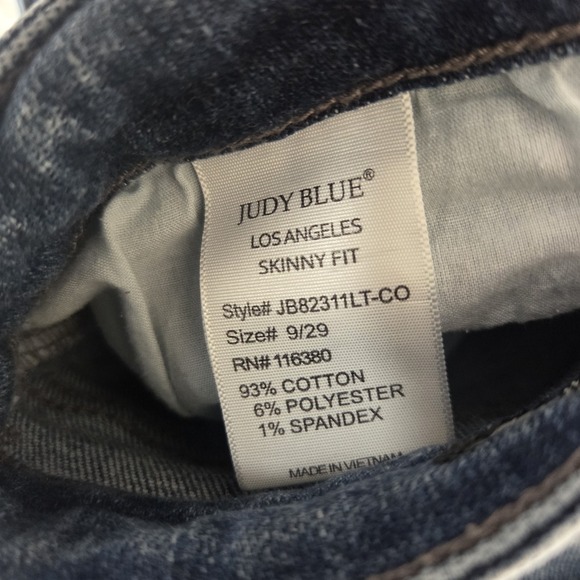 JUDY BLUE®
LOS ANGELES
SKINNY FIT
Style# JB82311LT-CO
Size# 9/29
RN# 116380
93% COTTON
6% POLYESTER
1% SPANDEX
MADE IN VIETNAM